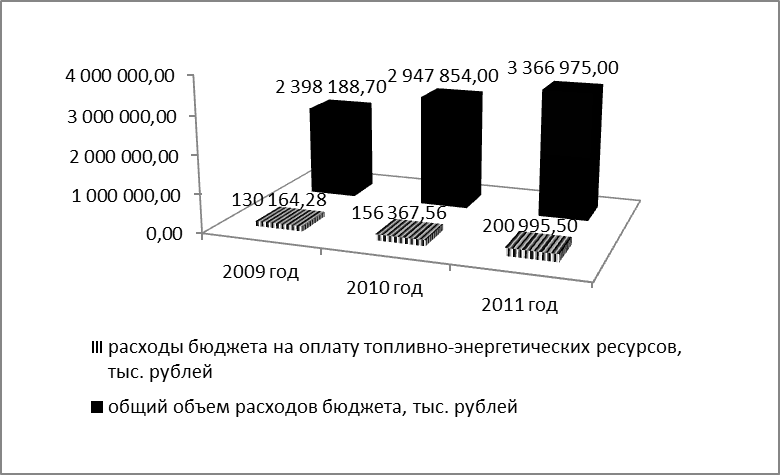 4 000 000,00
3 000 000,00
2 000 000,00
1 000 000,00
0,00
2 398 188,70
2 947 854,00
3 366 975,00
130 164,28
156 367,56
200 995,50
2009 год
2010 год
2011 год
расходы бюджета на оплату топливно-энергетических ресурсов,
тыс. рублей
общий объем расходов бюджета, тыс. рублей